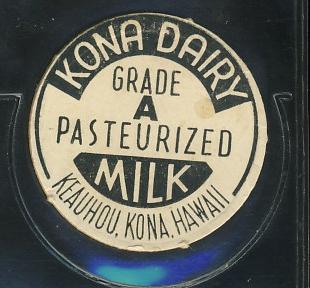 KONA DAIRY
GRADE
A
PASTEURIZED
MILK
KEAUHOU, KONA, HAWAII